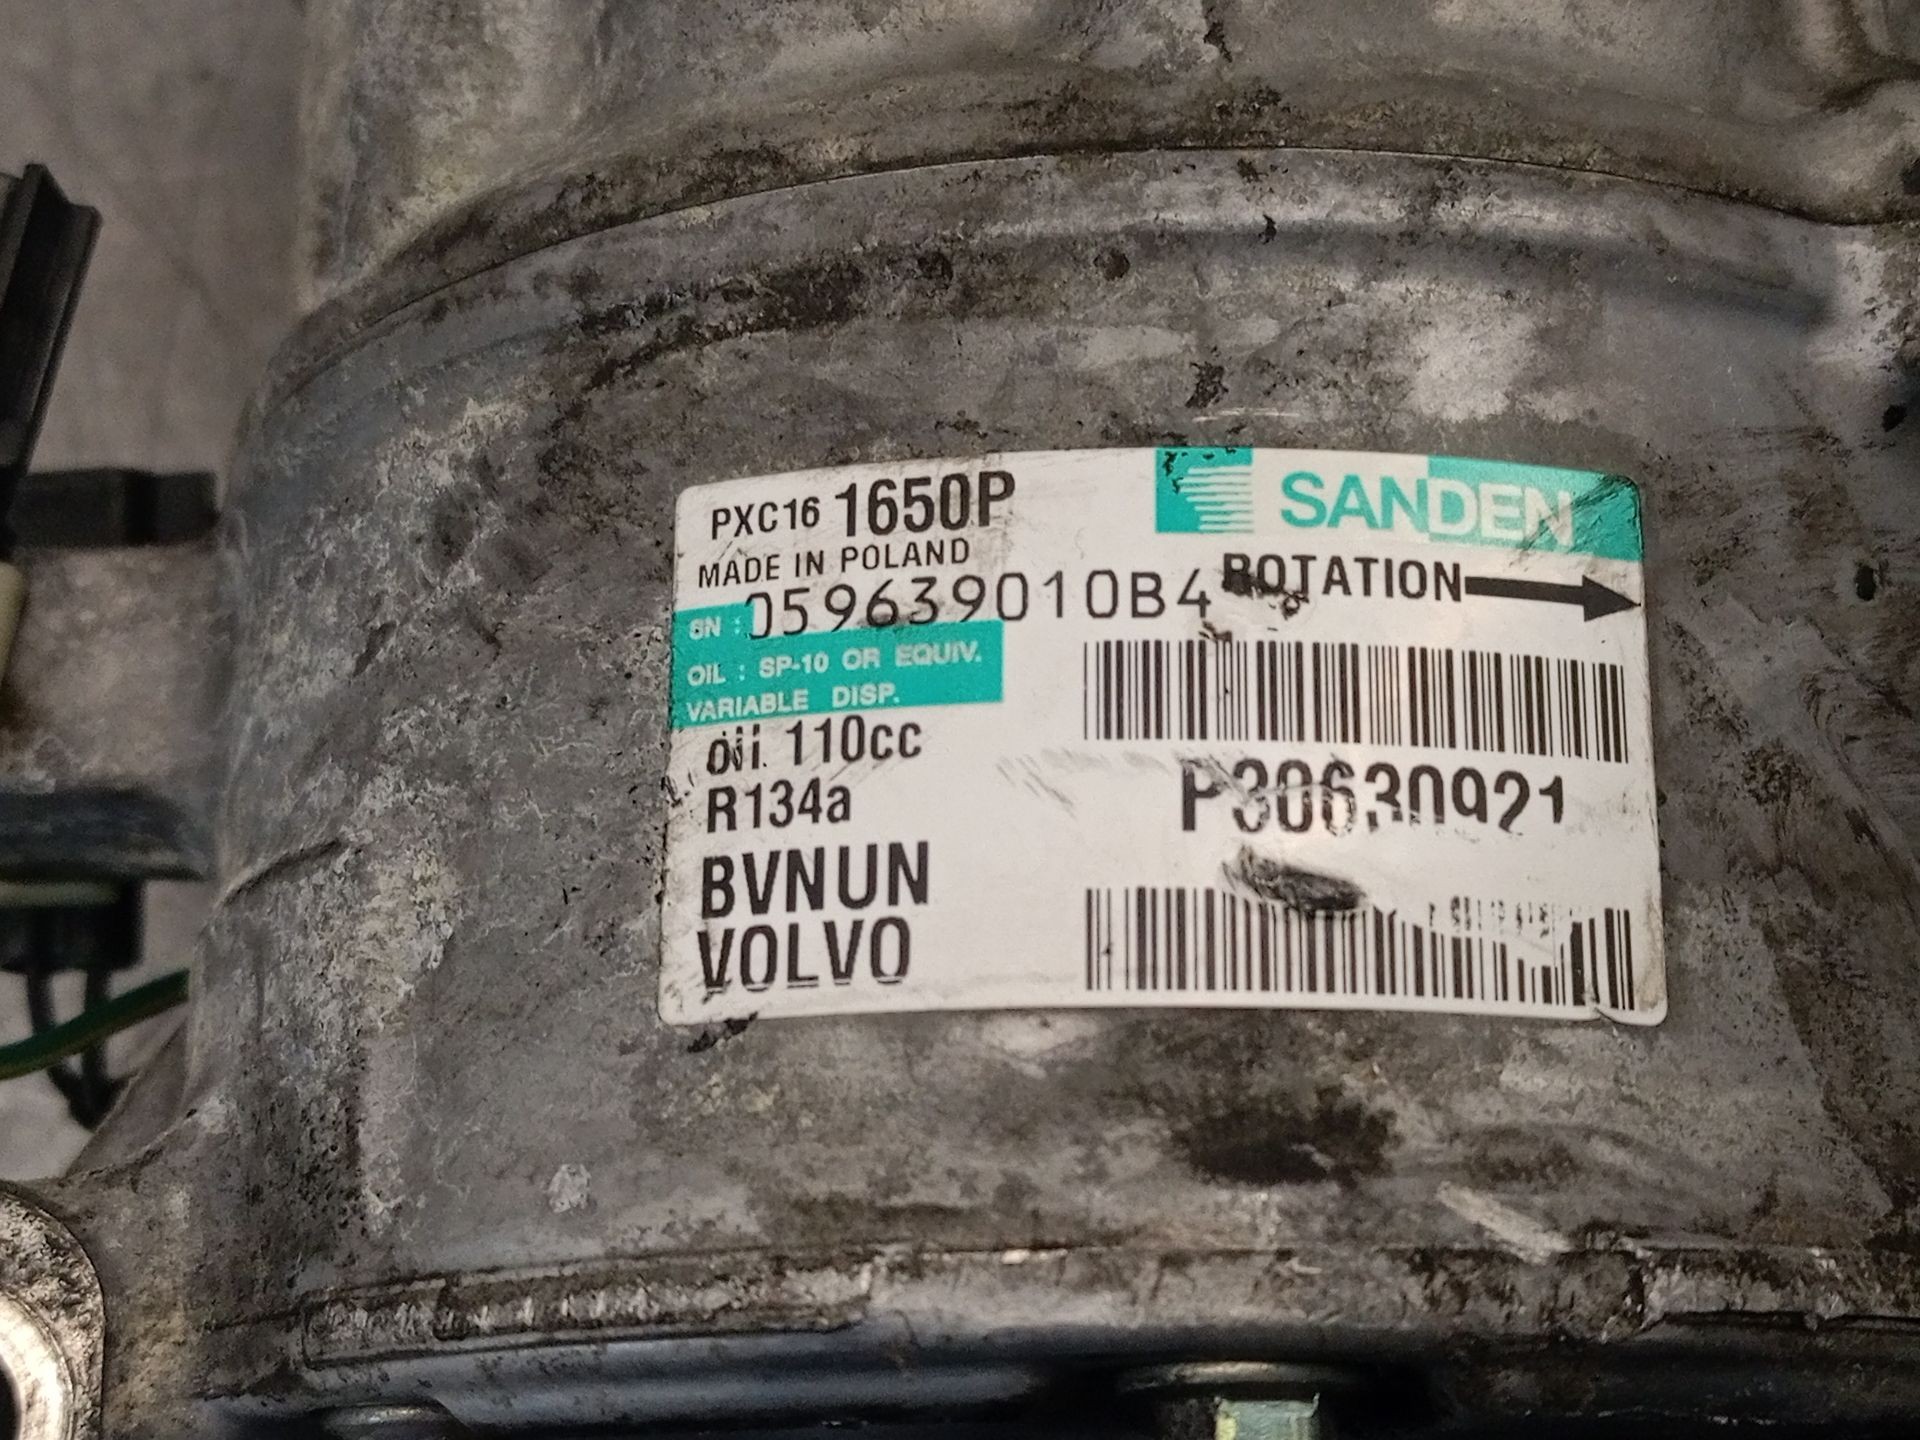 PXC16 1650P
SANDEN
MADE IN POLAND
ROTATION
SN : 059639010B4
OIL : SP-10 OR EQUIV.
VARIABLE DISP.
oil 110cc
R134a
P30630921
BVNUN
VOLVO